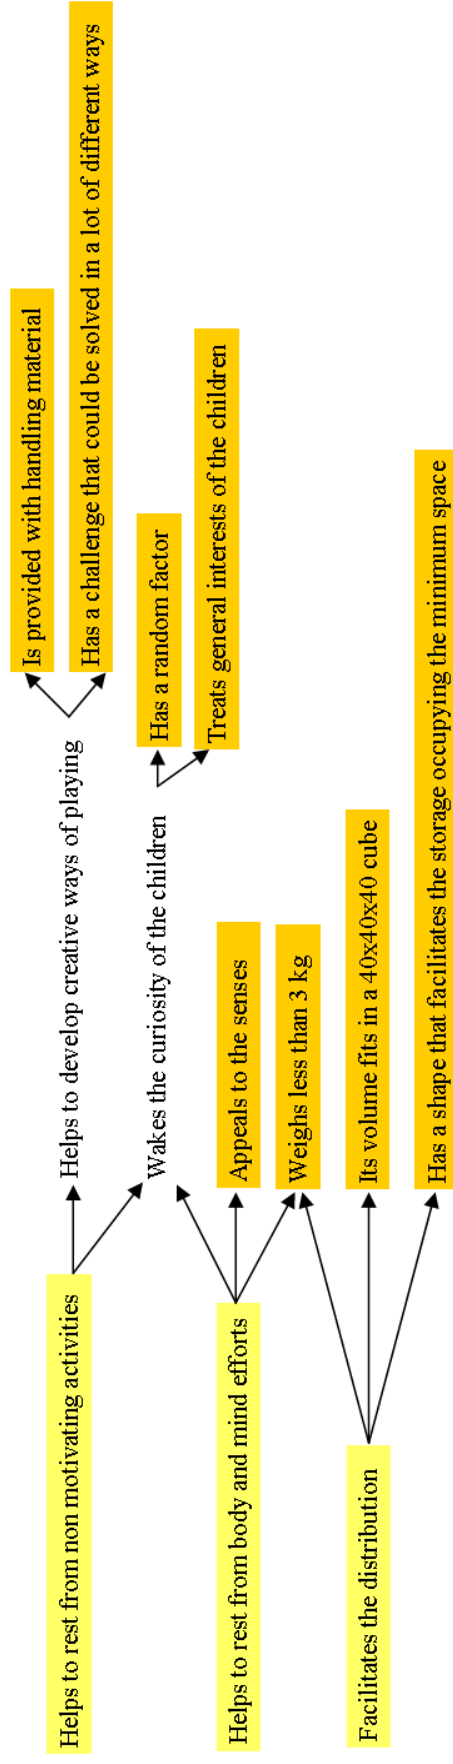 Helps to rest from non motivating activities
Helps to develop creative ways of playing
Is provided with handling material
Has a challenge that could be solved in a lot of different ways
Wakes the curiosity of the children
Has a random factor
Treats general interests of the children
Helps to rest from body and mind efforts
Appeals to the senses
Weighs less than 3 kg
Facilitates the distribution
Its volume fits in a 40x40x40 cube
Has a shape that facilitates the storage occupying the minimum space